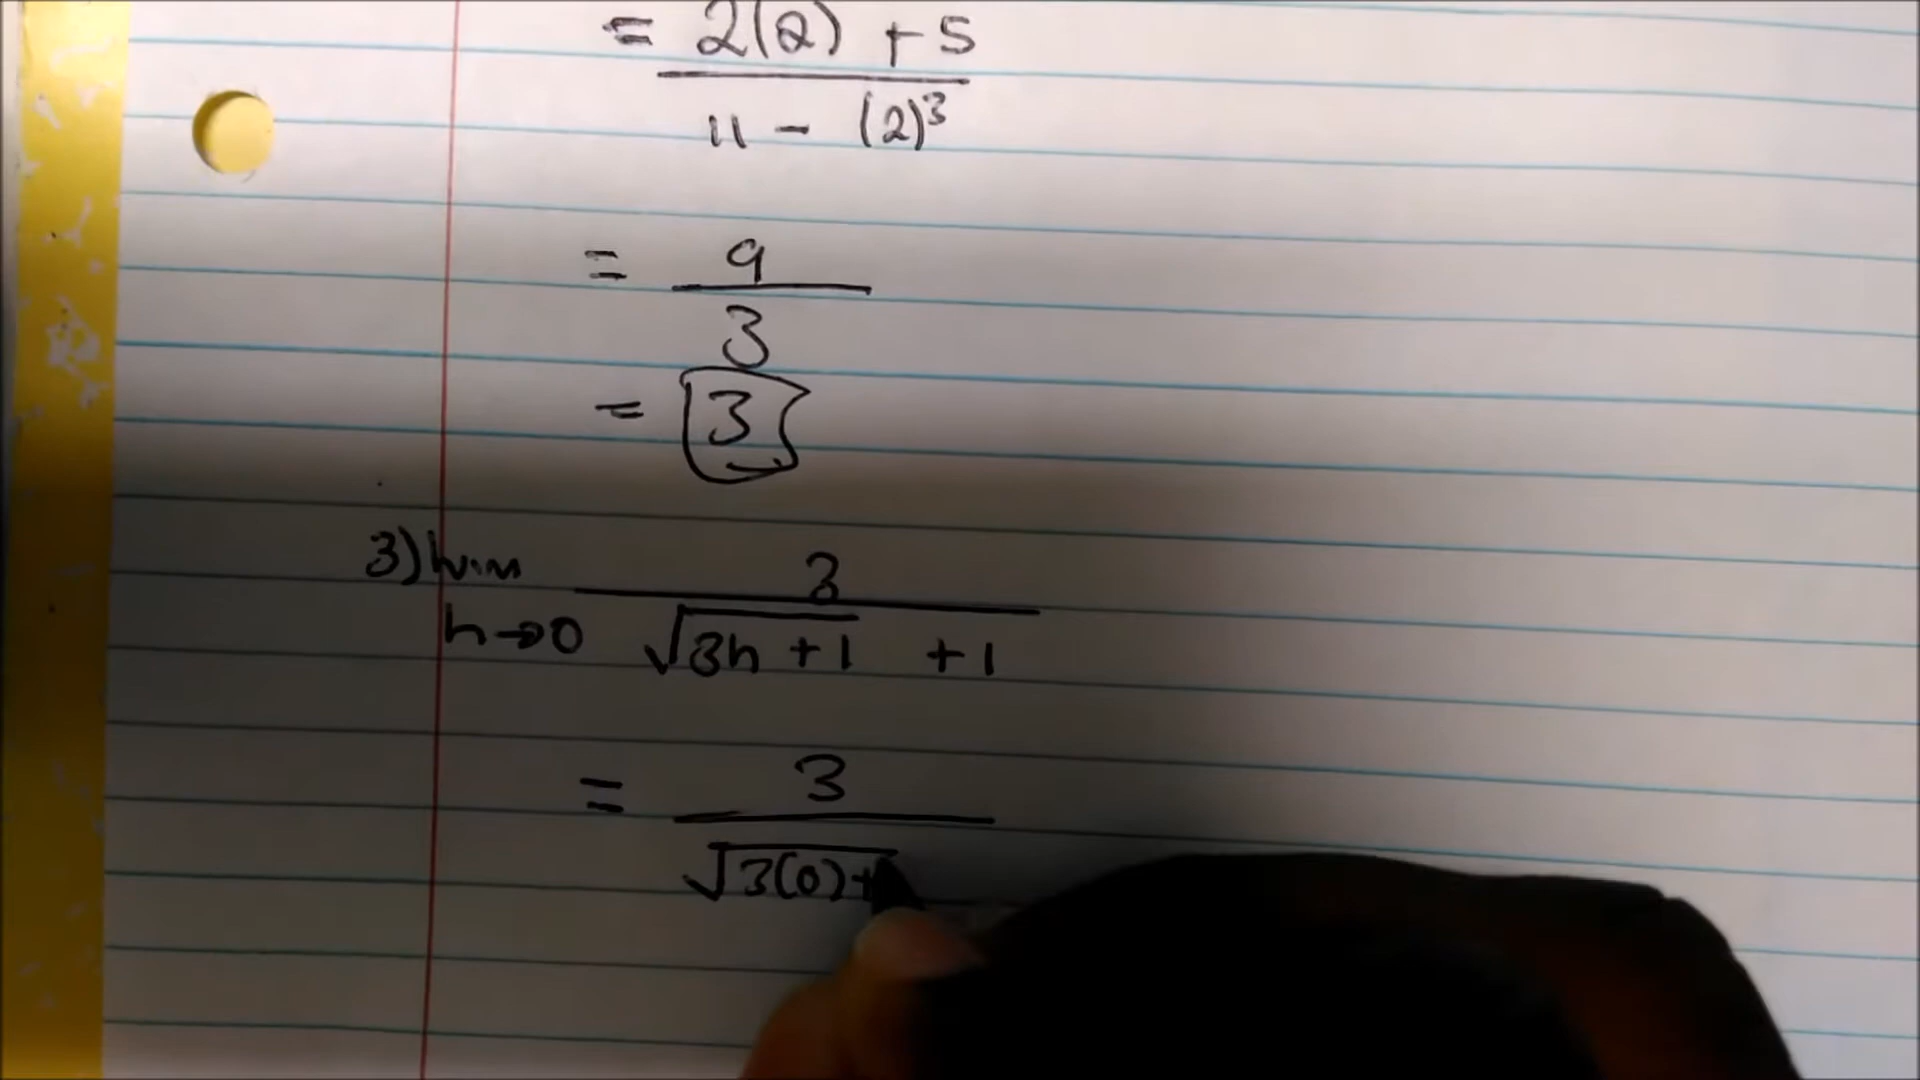 = 2(2) + 5
11 - (2)³
= 9
3
= 3
3) lim 3
h→0 √3h + 1 + 1
= 3
√3(0)+